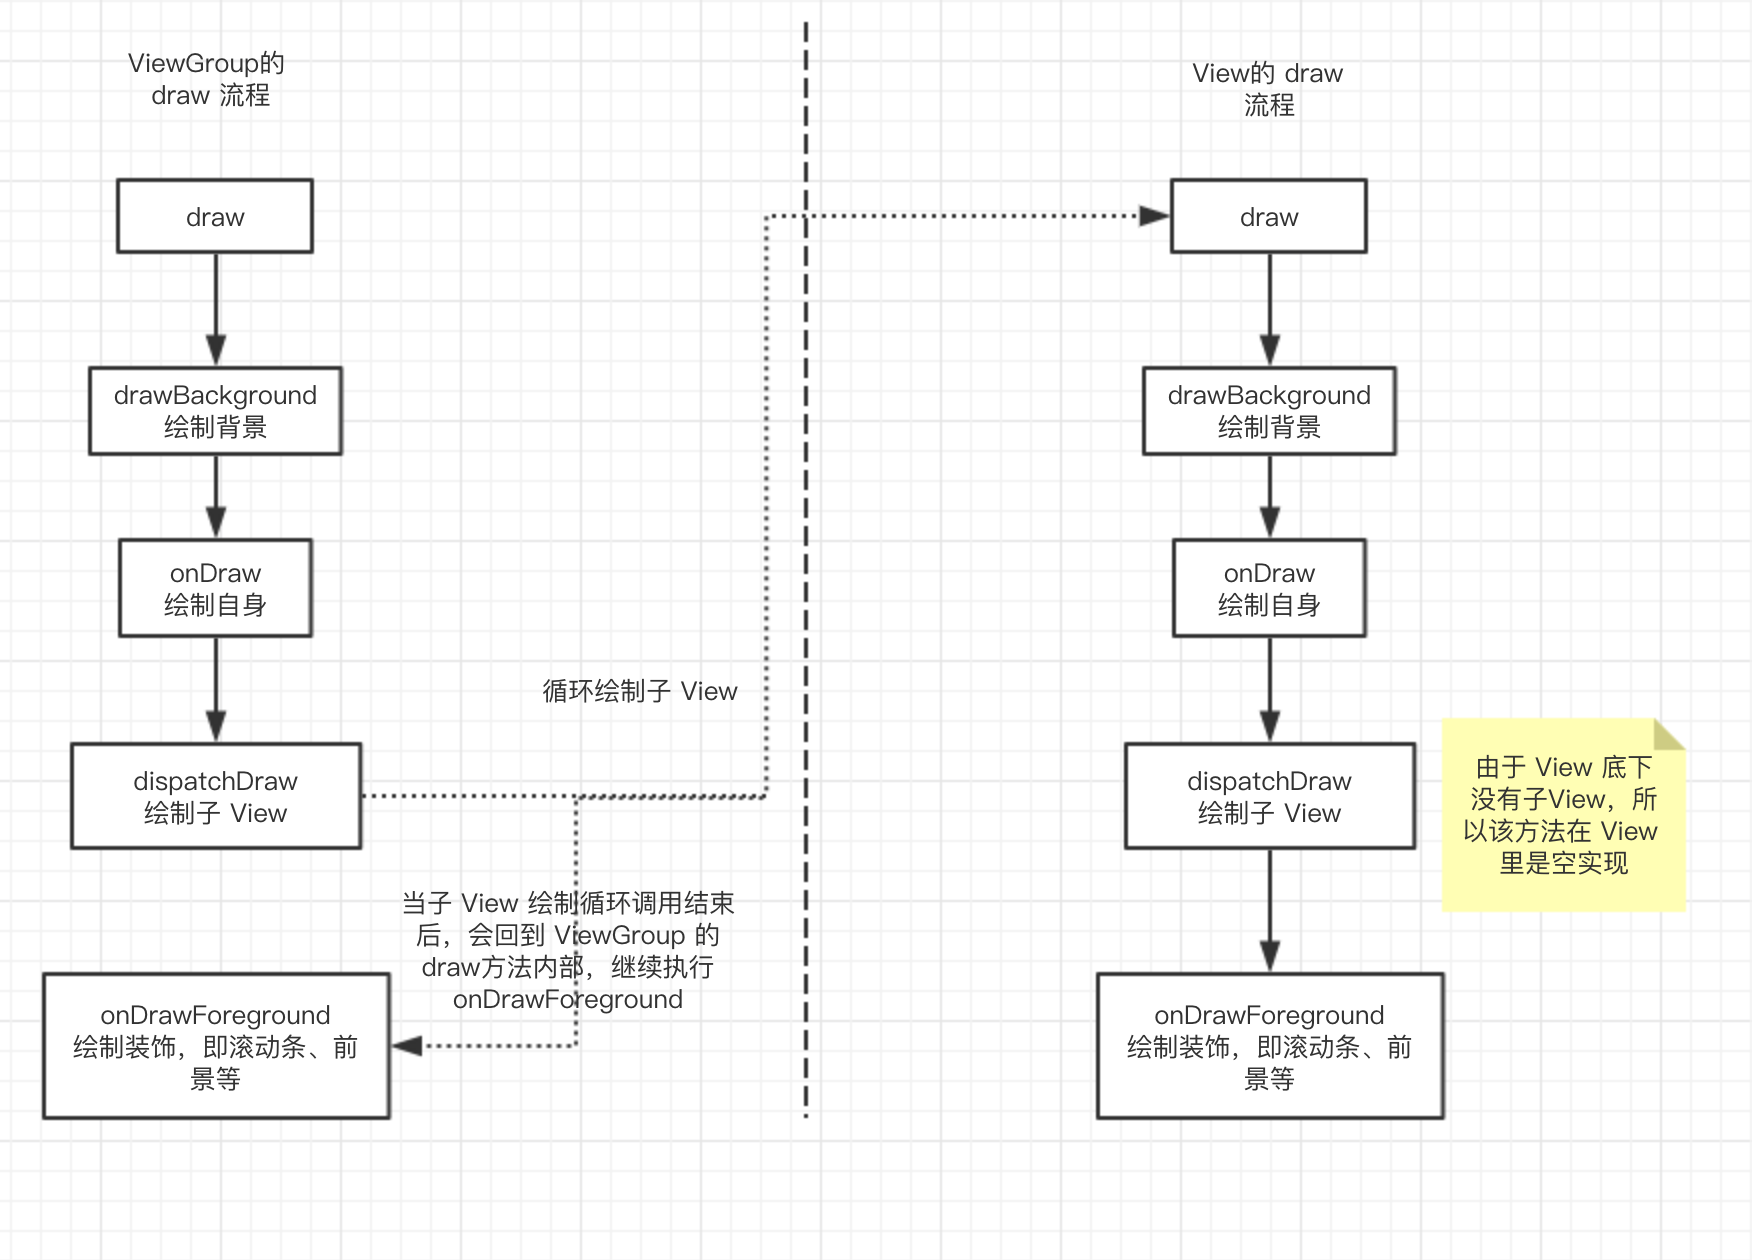 ViewGroup的
draw 流程
draw
drawBackground
绘制背景
onDraw
绘制自身
循环绘制子 View
dispatchDraw
绘制子 View
当子 View 绘制循环调用结束
后，会回到 ViewGroup 的
draw方法内部，继续执行
onDrawForeground
onDrawForeground
绘制装饰，即滚动条、前
景等
View的 draw
流程
draw
drawBackground
绘制背景
onDraw
绘制自身
dispatchDraw
绘制子 View
由于 View 底下
没有子View，所
以该方法在 View
里是空实现
onDrawForeground
绘制装饰，即滚动条、前
景等